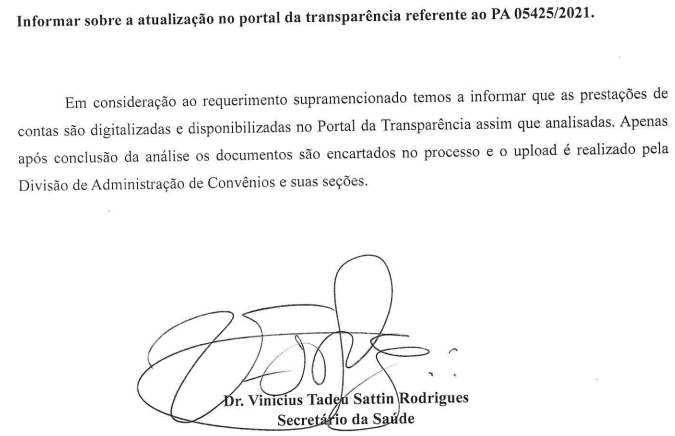 Informar sobre a atualização no portal da transparência referente ao PA 05425/2021.
Em consideração ao requerimento supramencionado temos a informar que as prestações de
contas são digitalizadas e disponibilizadas no Portal da Transparência assim que analisadas. Apenas
após conclusão da análise os documentos são encartados no processo e o upload é realizado pela
Divisão de Administração de Convênios e suas seções.
Dr. Vinicius Tadeu Sattin Rodrigues
Secretário da Saúde